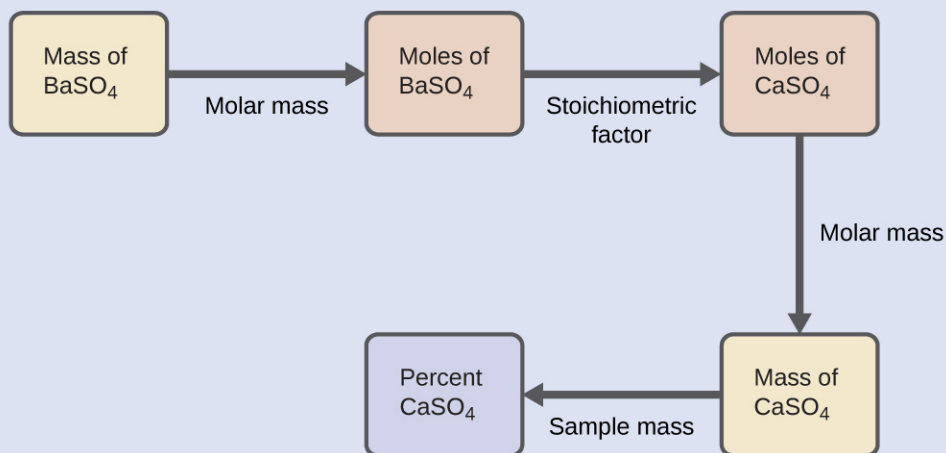 Mass of
BaSO₄
Molar mass
Moles of
BaSO₄
Stoichiometric
factor
Moles of
CaSO₄
Molar mass
Mass of
CaSO₄
Sample mass
Percent
CaSO₄